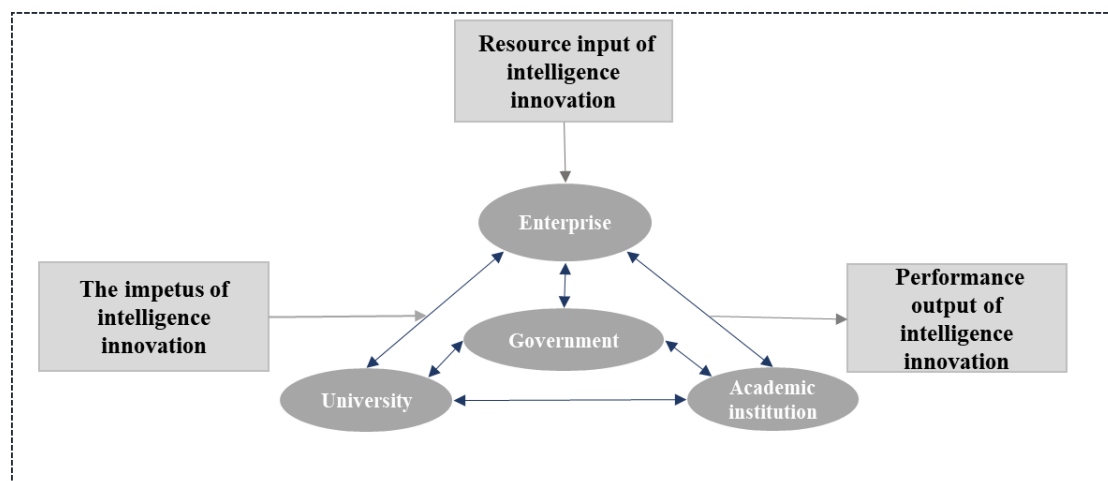 Resource input of
intelligence
innovation
Enterprise
The impetus of
intelligence
innovation
Performance
output of
intelligence
innovation
Government
University
Academic
institution